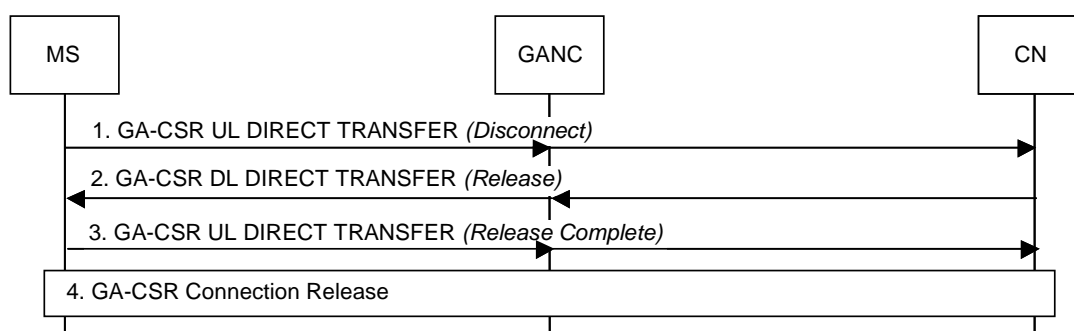 MS
GANC
CN
1. GA-CSR UL DIRECT TRANSFER (Disconnect)
2. GA-CSR DL DIRECT TRANSFER (Release)
3. GA-CSR UL DIRECT TRANSFER (Release Complete)
4. GA-CSR Connection Release